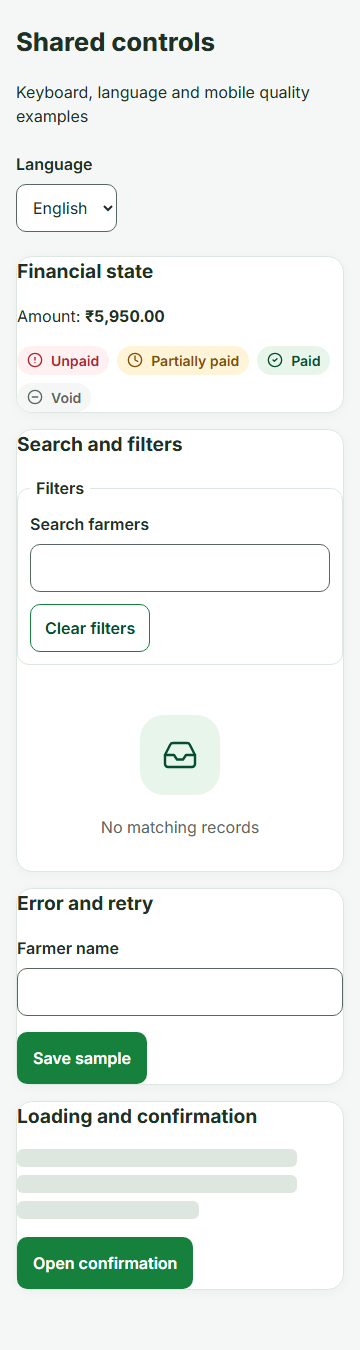 Shared controls
Keyboard, language and mobile quality
examples
Language
English
Financial state
Amount: ₹5,950.00
Unpaid
Partially paid
Paid
Void
Search and filters
Filters
Search farmers
Clear filters
No matching records
Error and retry
Farmer name
Save sample
Loading and confirmation
Open confirmation